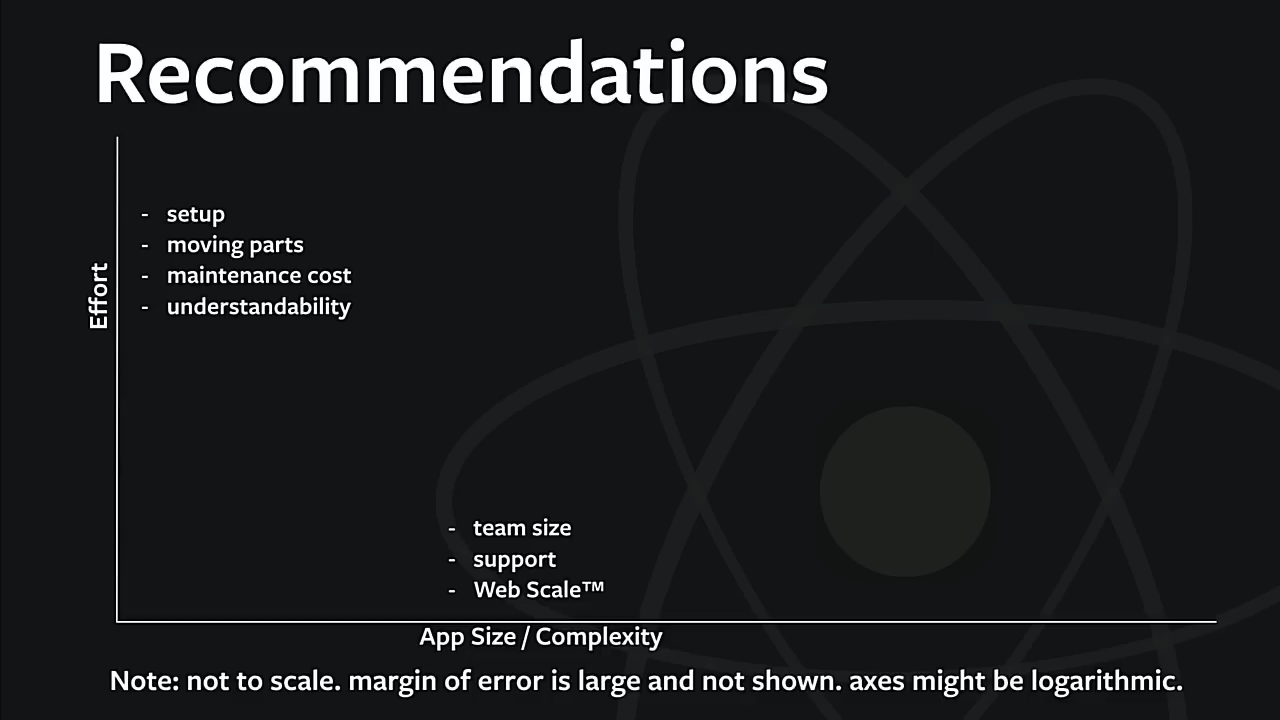 Recommendations
Effort
- setup
- moving parts
- maintenance cost
- understandability
- team size
- support
- Web Scale™
App Size / Complexity
Note: not to scale. margin of error is large and not shown. axes might be logarithmic.